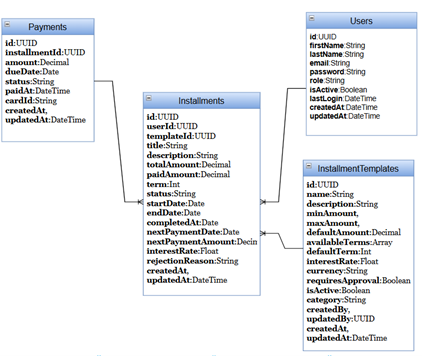 Payments
id:UUID
installmentId:UUID
amount:Decimal
dueDate:Date
status:String
paidAt:DateTime
cardId:String
createdAt,
updatedAt:DateTime
Installments
id:UUID
userId:UUID
templateId:UUID
title:String
description:String
totalAmount:Decimal
paidAmount:Decimal
term:Int
status:String
startDate:Date
endDate:Date
completedAt:Date
nextPaymentDate:Date
nextPaymentAmount:Decin
interestRate:Float
rejectionReason:String
createdAt,
updatedAt:DateTime
Users
id:UUID
firstName:String
lastName:String
email:String
password:String
role:String
isActive:Boolean
lastLogin:DateTime
createdAt:DateTime
updatedAt:DateTime
InstallmentTemplates
id:UUID
name:String
description:String
minAmount,
maxAmount,
defaultAmount:Decimal
availableTerms:Array
defaultTerm:Int
interestRate:Float
currency:String
requiresApproval:Boolean
isActive:Boolean
category:String
createdBy,
updatedBy:UUID
createdAt,
updatedAt:DateTime